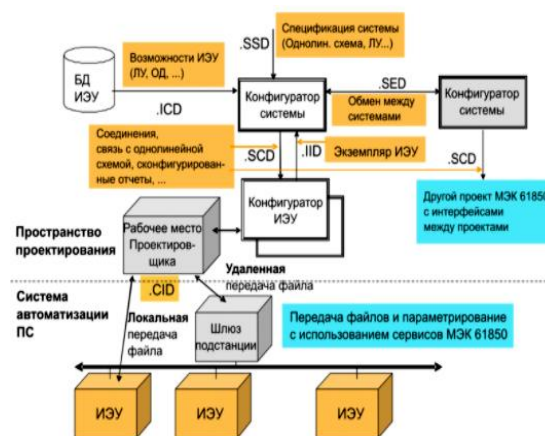 Спецификация системы
(Однолин. схема, ЛУ...)
.SSD
Возможности ИЭУ
(ЛУ, ОД, ...)
БД
ИЭУ
.ICD
Конфигуратор
системы
.SED
Обмен между
системами
Конфигуратор
системы
Соединения,
связь с однолинейной
схемой, сконфигурирован-
ные отчеты, ...
.SCD
.IID
Экземпляр ИЭУ
.SCD
Конфигуратор
ИЭУ
Другой проект МЭК 61850
с интерфейсами
между проектами
Пространство
проектирования
Рабочее место
Проектиров-
щика
Удаленная
передача файла
.CID
Система
автоматизации
ПС
Локальная
передача
файла
Шлюз
подстанции
Передача файлов и параметрирование
с использованием сервисов МЭК 61850
ИЭУ
ИЭУ
ИЭУ